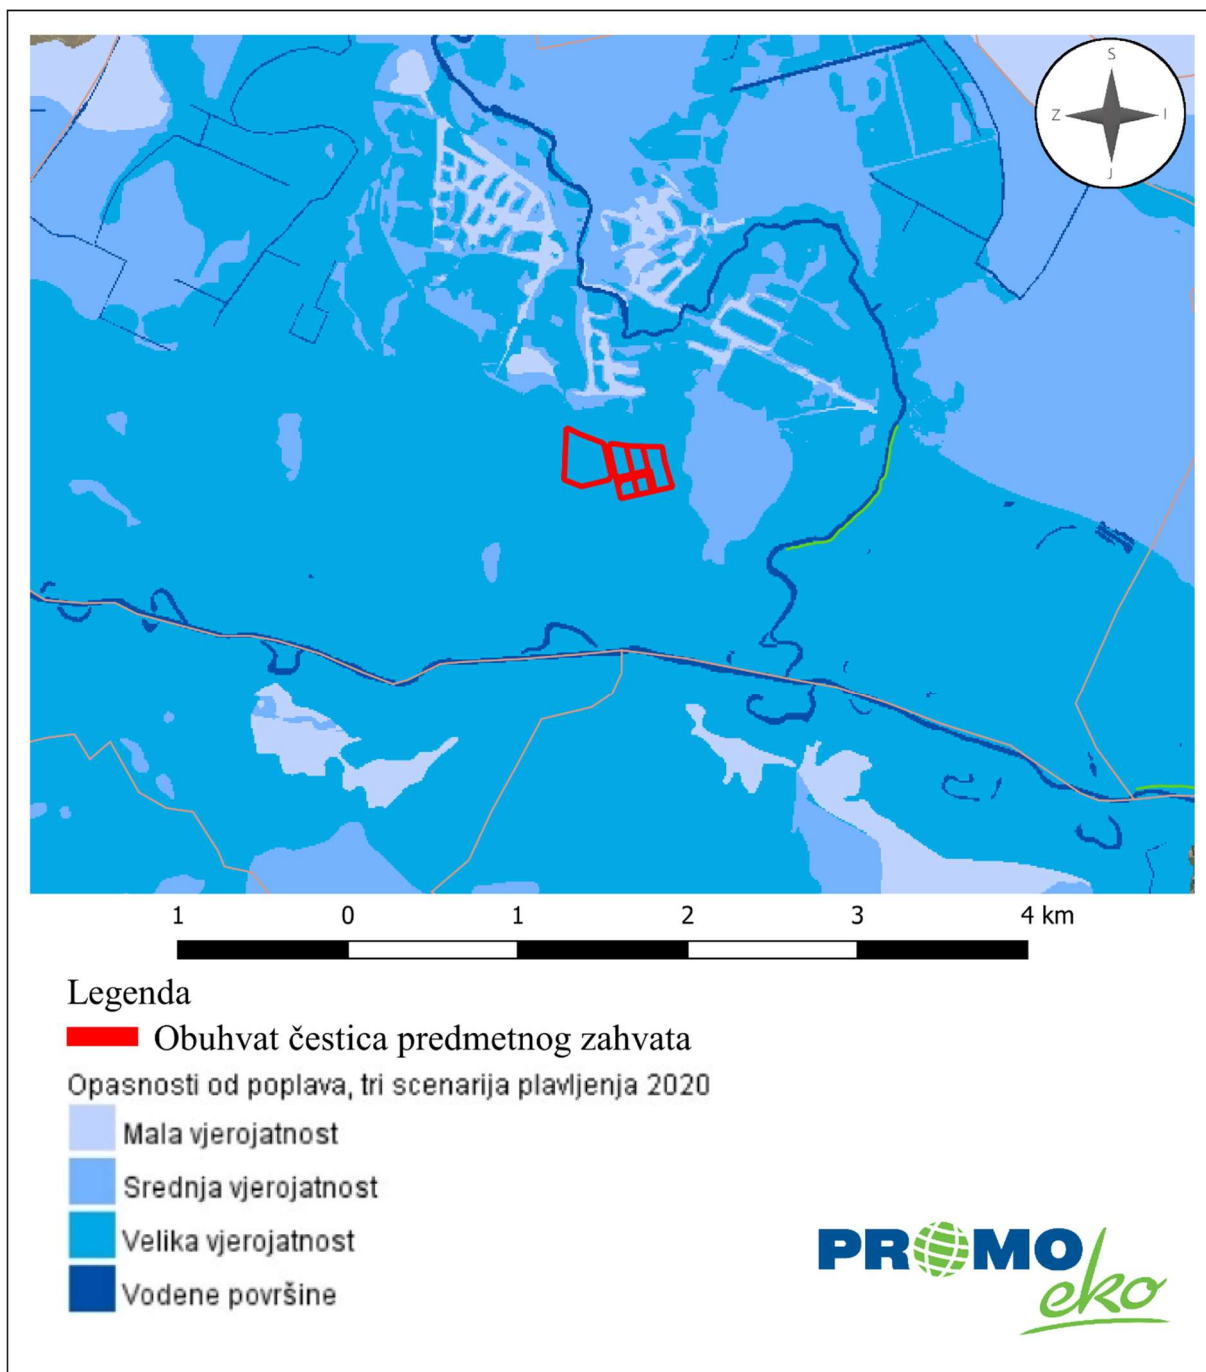 S
Z I
J
1 0 1 2 3 4 km
Legenda
Obuhvat čestica predmetnog zahvata
Opasnosti od poplava, tri scenarija plavljenja 2020
Mala vjerojatnost
Srednja vjerojatnost
Velika vjerojatnost
Vodene površine
PROMO
eko